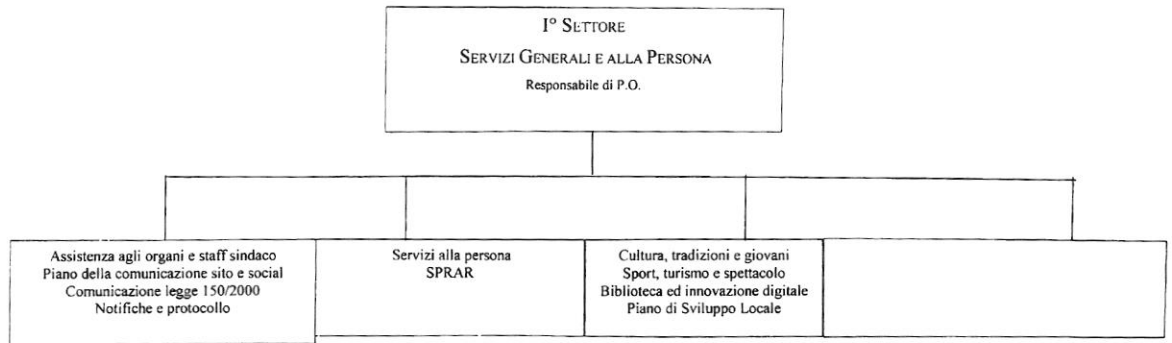 I° SETTORE
SERVIZI GENERALI E ALLA PERSONA
Responsabile di P.O.
Assistenza agli organi e staff sindaco
Piano della comunicazione sito e social
Comunicazione legge 150/2000
Notifiche e protocollo
Servizi alla persona
SPRAR
Cultura, tradizioni e giovani
Sport, turismo e spettacolo
Biblioteca ed innovazione digitale
Piano di Sviluppo Locale